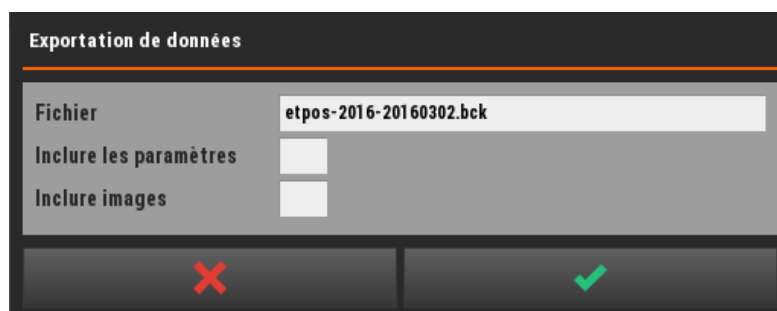 Exportation de données
Fichier etpos-2016-20160302.bck
Inclure les paramètres
Inclure images